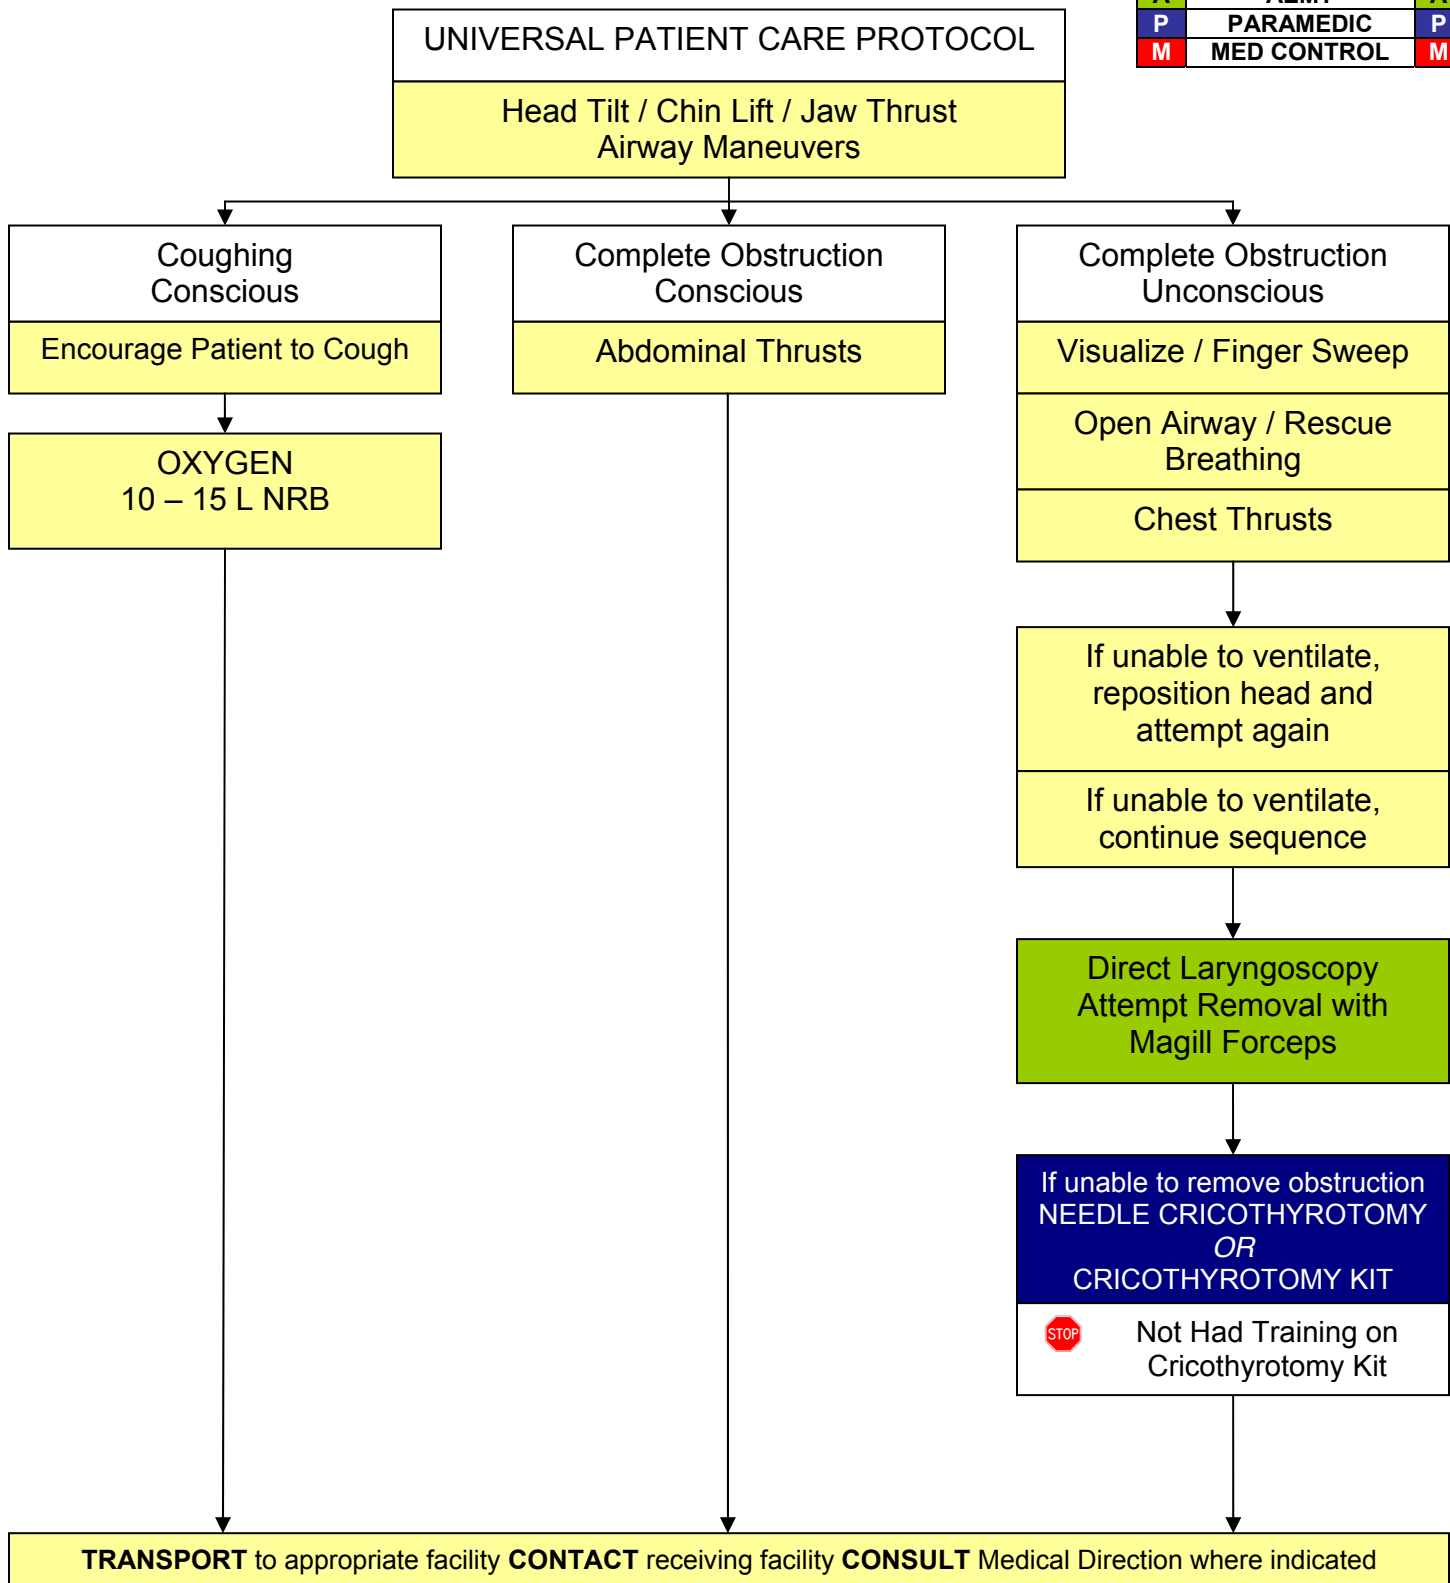 A AEMT A
P PARAMEDIC P
M MED CONTROL M
UNIVERSAL PATIENT CARE PROTOCOL
Head Tilt / Chin Lift / Jaw Thrust
Airway Maneuvers
Coughing
Conscious
Encourage Patient to Cough
OXYGEN
10 – 15 L NRB
Complete Obstruction
Conscious
Abdominal Thrusts
Complete Obstruction
Unconscious
Visualize / Finger Sweep
Open Airway / Rescue
Breathing
Chest Thrusts
If unable to ventilate,
reposition head and
attempt again
If unable to ventilate,
continue sequence
Direct Laryngoscopy
Attempt Removal with
Magill Forceps
If unable to remove obstruction
NEEDLE CRICOTHYROTOMY
OR
CRICOTHYROTOMY KIT
STOP
Not Had Training on
Cricothyrotomy Kit
TRANSPORT to appropriate facility CONTACT receiving facility CONSULT Medical Direction where indicated